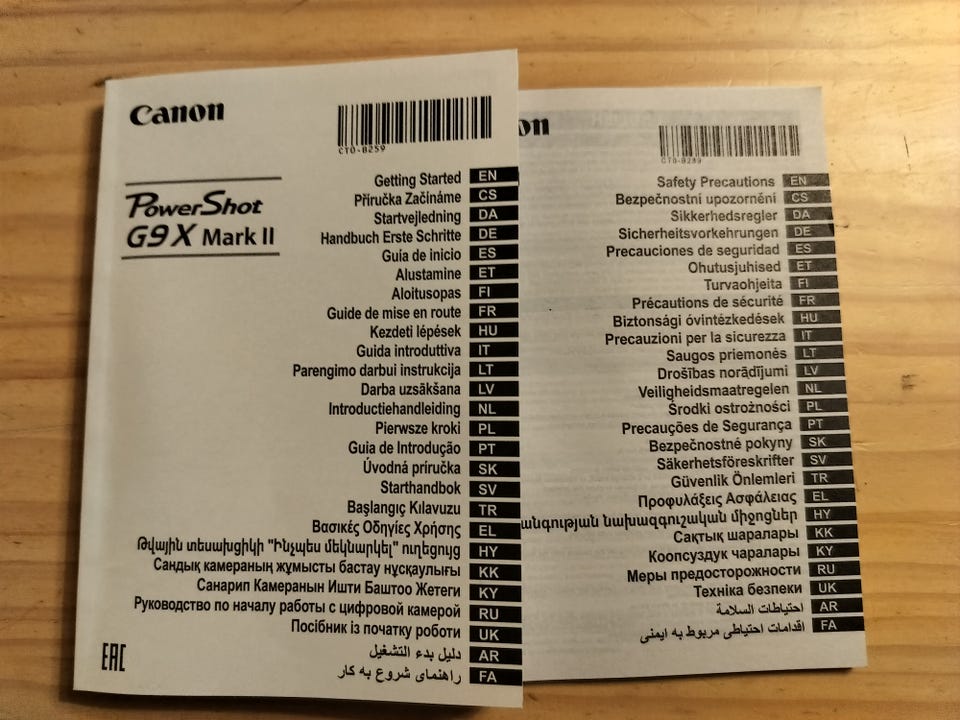 Canon
CT0-B259
PowerShot
G9 X Mark II
Getting Started EN
Příručka Začínáme CS
Startvejledning DA
Handbuch Erste Schritte DE
Guía de inicio ES
Alustamine ET
Aloitusopas FI
Guide de mise en route FR
Kezdeti lépések HU
Guida introduttiva IT
Parengimo darbui instrukcija LT
Darba uzsākšana LV
Introductiehandleiding NL
Pierwsze kroki PL
Guia de Introdução PT
Úvodná príručka SK
Starthandbok SV
Başlangıç Kılavuzu TR
Βασικές Οδηγίες Χρήσης EL
Թվային տեսախցիկի "Ինչպես մեկնարկել" ուղեցույց HY
Сандық камераның жұмысты бастау нұсқаулығы KK
Санарип Камеранын Ишти Баштоо Жетеги KY
Руководство по началу работы с цифровой камерой RU
Посібник із початку роботи UK
دليل بدء التشغيل AR
راهنمای شروع به کار FA
EAC
on
CT0-B289
Safety Precautions EN
Bezpečnostní upozornění CS
Sikkerhedsregler DA
Sicherheitsvorkehrungen DE
Precauciones de seguridad ES
Ohutusjuhised ET
Turvaohjeita FI
Précautions de sécurité FR
Biztonsági óvintézkedések HU
Precauzioni per la sicurezza IT
Saugos priemonės LT
Drošības norādījumi LV
Veiligheidsmaatregelen NL
Środki ostrożności PL
Precauções de Segurança PT
Bezpečnostné pokyny SK
Säkerhetsföreskrifter SV
Güvenlik Önlemleri TR
Προφυλάξεις Ασφάλειας EL
անգության նախազգուշական միջոցներ HY
Сақтық шаралары KK
Коопсуздук чаралары KY
Меры предосторожности RU
Техніка безпеки UK
احتياطات السلامة AR
اقدامات احتیاطی مربوط به ایمنی FA